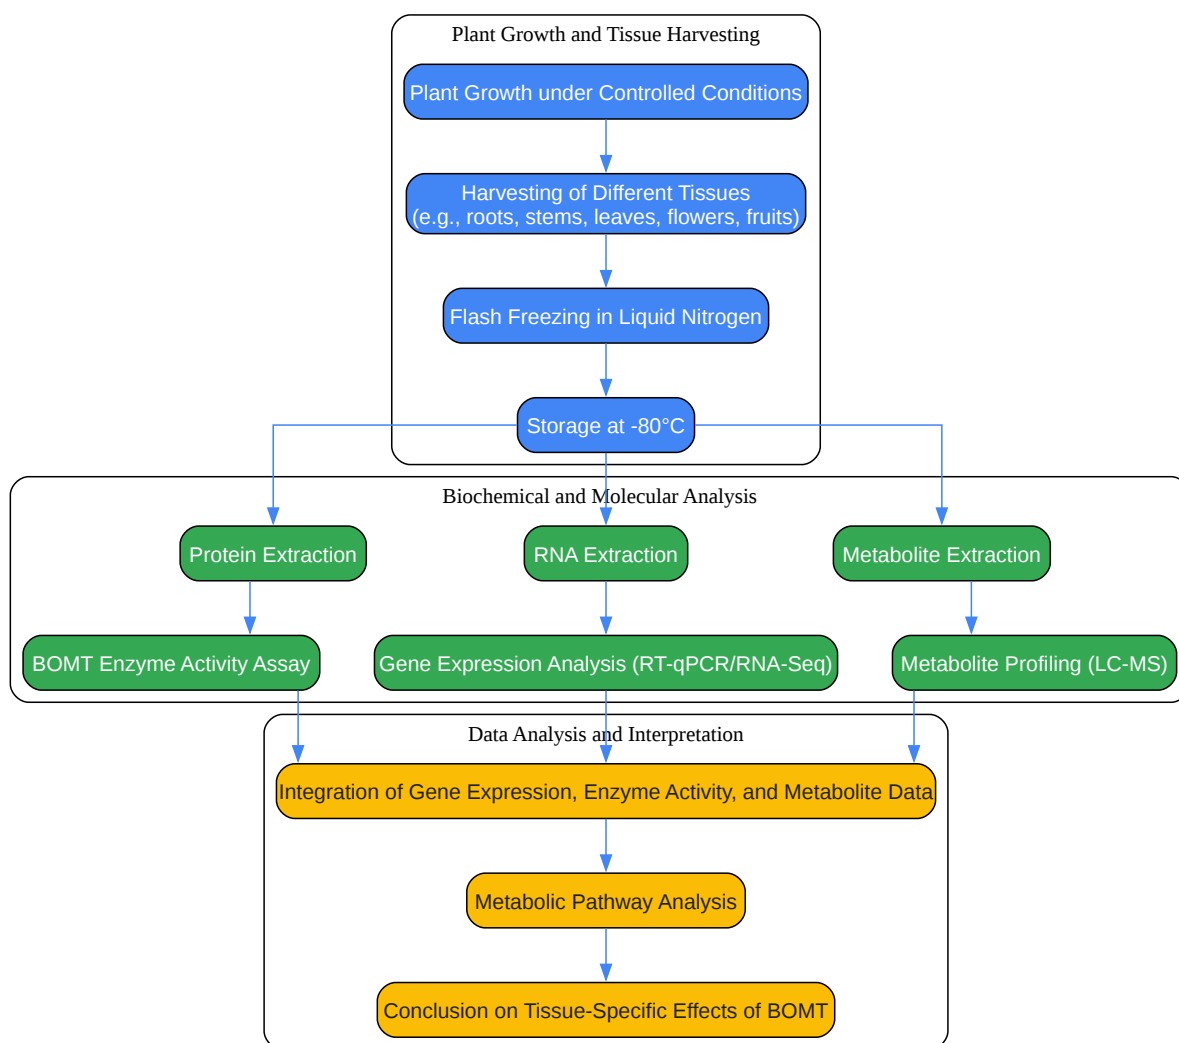 Plant Growth and Tissue Harvesting
Plant Growth under Controlled Conditions
Harvesting of Different Tissues
(e.g., roots, stems, leaves, flowers, fruits)
Flash Freezing in Liquid Nitrogen
Storage at -80°C
Biochemical and Molecular Analysis
Protein Extraction
RNA Extraction
Metabolite Extraction
BOMT Enzyme Activity Assay
Gene Expression Analysis (RT-qPCR/RNA-Seq)
Metabolite Profiling (LC-MS)
Data Analysis and Interpretation
Integration of Gene Expression, Enzyme Activity, and Metabolite Data
Metabolic Pathway Analysis
Conclusion on Tissue-Specific Effects of BOMT